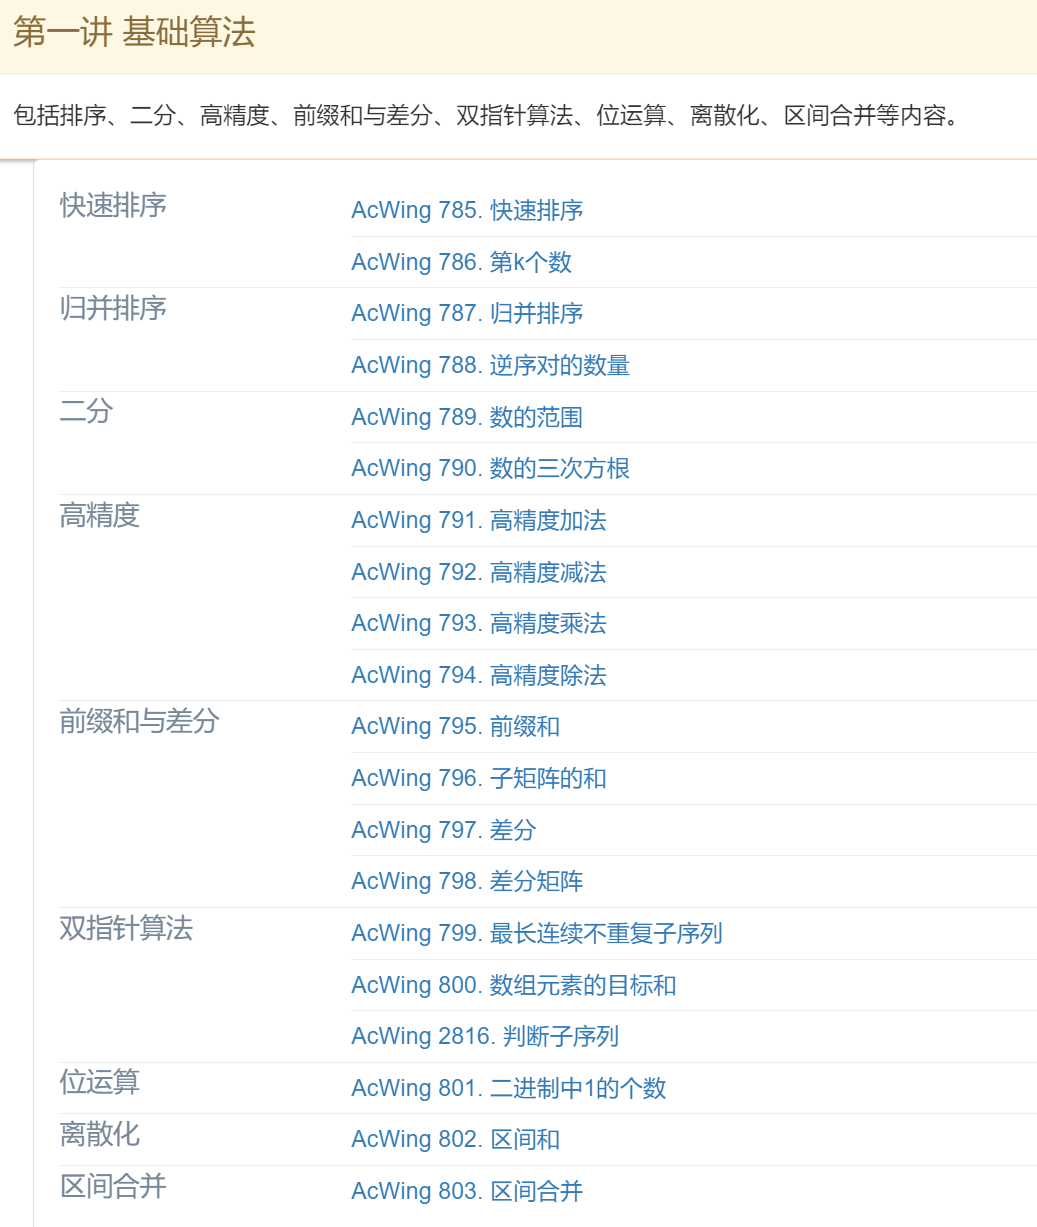 第一讲 基础算法
包括排序、二分、高精度、前缀和与差分、双指针算法、位运算、离散化、区间合并等内容。
快速排序
AcWing 785. 快速排序
AcWing 786. 第k个数
归并排序
AcWing 787. 归并排序
AcWing 788. 逆序对的数量
二分
AcWing 789. 数的范围
AcWing 790. 数的三次方根
高精度
AcWing 791. 高精度加法
AcWing 792. 高精度减法
AcWing 793. 高精度乘法
AcWing 794. 高精度除法
前缀和与差分
AcWing 795. 前缀和
AcWing 796. 子矩阵的和
AcWing 797. 差分
AcWing 798. 差分矩阵
双指针算法
AcWing 799. 最长连续不重复子序列
AcWing 800. 数组元素的目标和
AcWing 2816. 判断子序列
位运算
AcWing 801. 二进制中1的个数
离散化
AcWing 802. 区间和
区间合并
AcWing 803. 区间合并